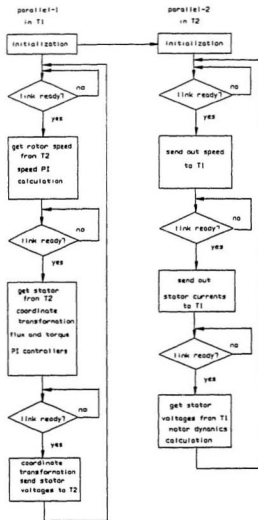 parallel-1
in T1
Initialization
link ready?
no
yes
get rotor speed
from T2
speed PI
calculation
link ready?
no
yes
get stator
from T2
coordinate
transformation
flux and torque
PI controllers
link ready?
no
yes
coordinate
transformation
send stator
voltages to T2
parallel-2
in T2
Initialization
link ready?
no
yes
send out speed
to T1
link ready?
no
yes
send out
stator currents
to T1
link ready?
no
yes
get stator
voltages from T1
motor dynamics
calculation